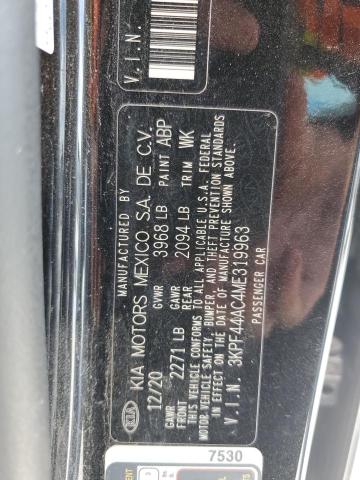 V.I.N.
MANUFACTURED BY
KIA MOTORS MEXICO S.A. DE C.V.
12/20 GVWR 3968 LB PAINT ABP
GAWR FRONT 2271 LB GAWR REAR 2094 LB TRIM WK
THIS VEHICLE CONFORMS TO ALL APPLICABLE U.S.A. FEDERAL
MOTOR VEHICLE SAFETY, BUMPER, AND THEFT PREVENTION STANDARDS
IN EFFECT ON THE DATE OF MANUFACTURE SHOWN ABOVE.
V.I.N. 3KPF44AC4ME319963
PASSENGER CAR
KIA
7530